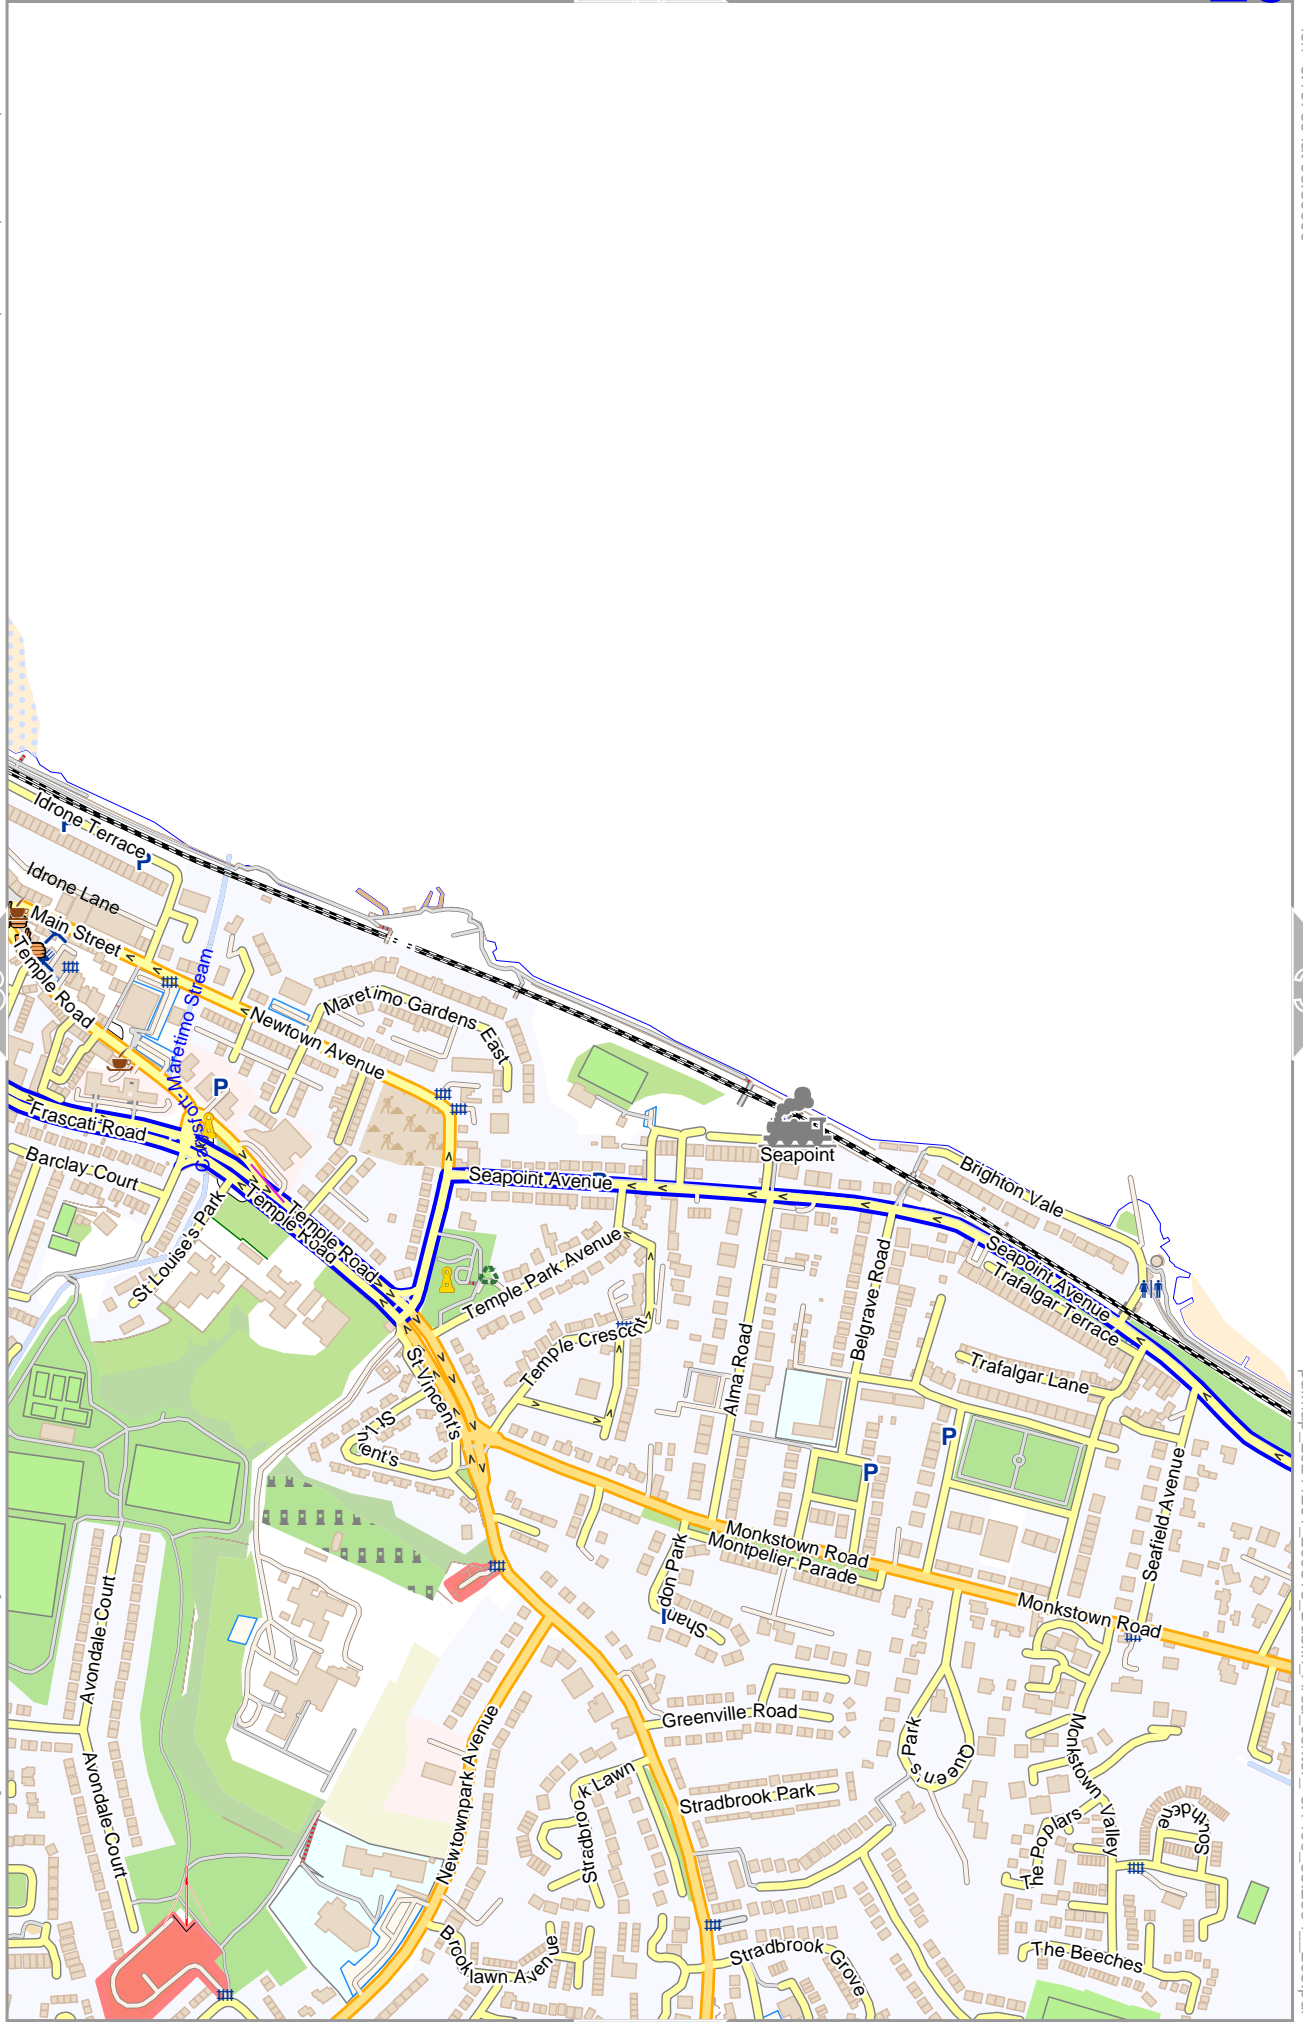 Idrone Terrace
P
Idrone Lane
Main Street
Temple Road
Carysfort-Maretimo Stream
Maretimo Gardens East
Newtown Avenue
P
Frascati Road
Barclay Court
Seapoint
Seapoint Avenue
Brighton Vale
St Louise's Park
Temple Road
Temple Road
Temple Park Avenue
Belgrave Road
Seapoint Avenue
Trafalgar Terrace
Temple Crescent
Alma Road
Trafalgar Lane
St Vincent's
P
P
Seafield Avenue
Monkstown Road
Montpelier Parade
Avondale Court
Monkstown Road
Greenville Road
Queen's Park
Monkstown Valley
Newtownpark Avenue
Avondale Court
Stradbrook Lawn
Stradbrook Park
The Poplars
Southdene
Brooklawn Avenue
Stradbrook Grove
The Beeches